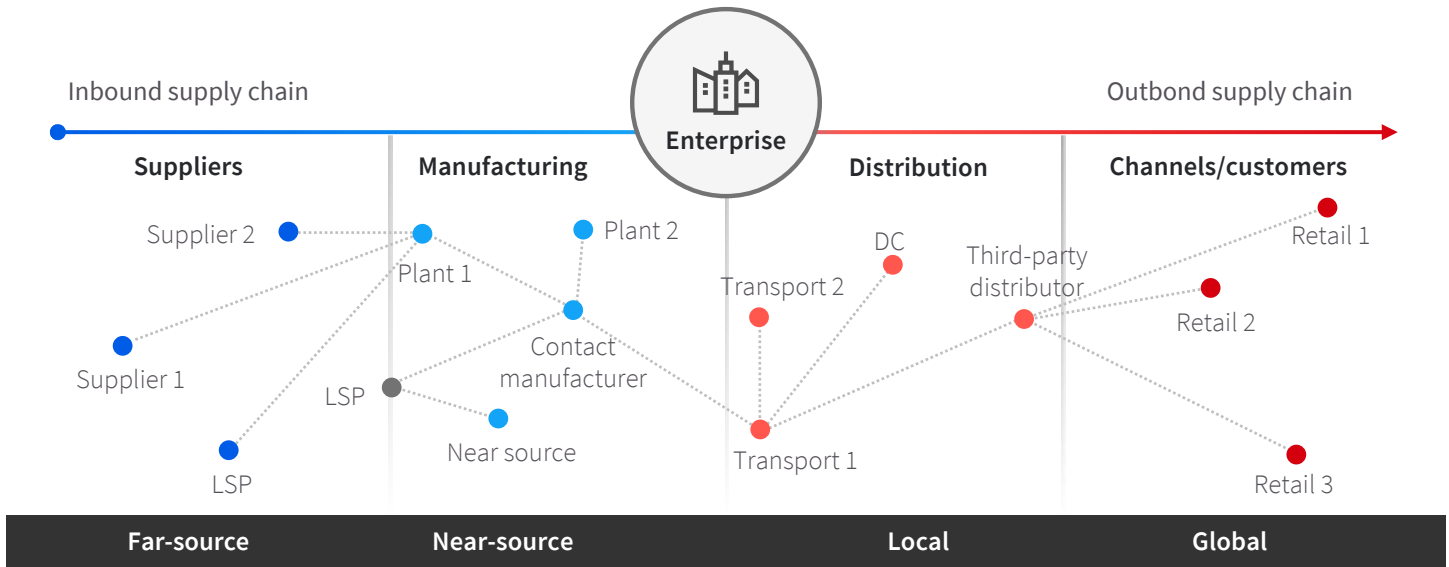 Inbound supply chain
Enterprise
Outbond supply chain
Suppliers
Manufacturing
Distribution
Channels/customers
Supplier 2
Plant 1
Plant 2
Supplier 1
LSP
LSP
Contact
manufacturer
Near source
Transport 2
DC
Third-party
distributor
Transport 1
Retail 1
Retail 2
Retail 3
Far-source
Near-source
Local
Global